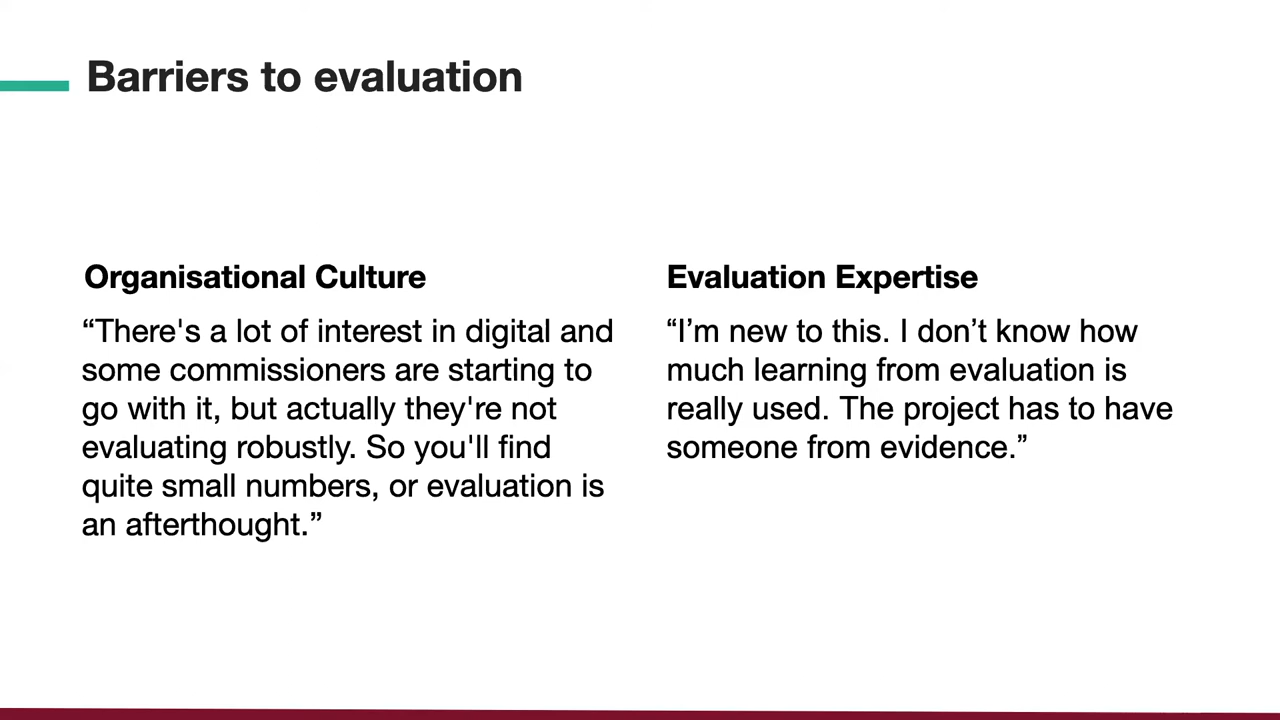 Barriers to evaluation
Organisational Culture
“There's a lot of interest in digital and
some commissioners are starting to
go with it, but actually they're not
evaluating robustly. So you'll find
quite small numbers, or evaluation is
an afterthought.”
Evaluation Expertise
“I’m new to this. I don’t know how
much learning from evaluation is
really used. The project has to have
someone from evidence.”